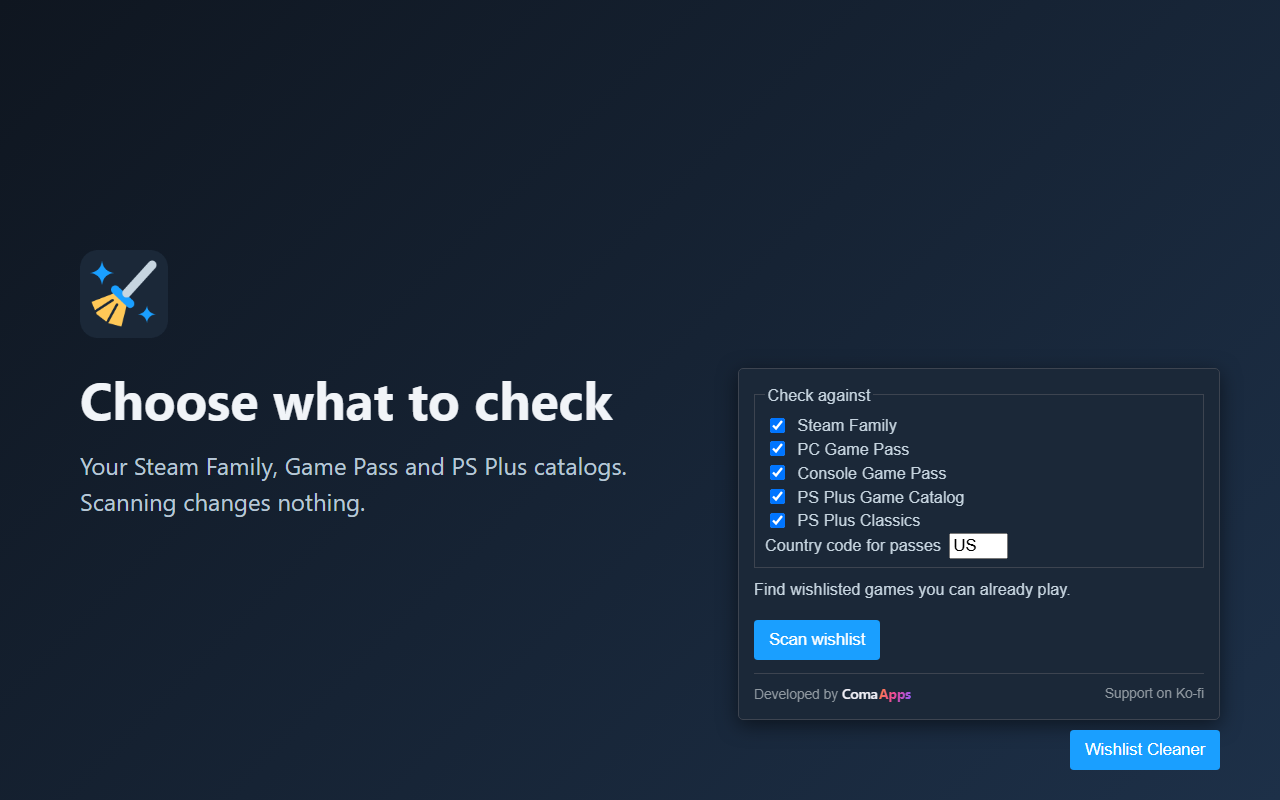 Choose what to check
Your Steam Family, Game Pass and PS Plus catalogs.
Scanning changes nothing.
Check against
Steam Family
PC Game Pass
Console Game Pass
PS Plus Game Catalog
PS Plus Classics
Country code for passes US
Find wishlisted games you can already play.
Scan wishlist
Developed by ComaApps
Support on Ko-fi
Wishlist Cleaner